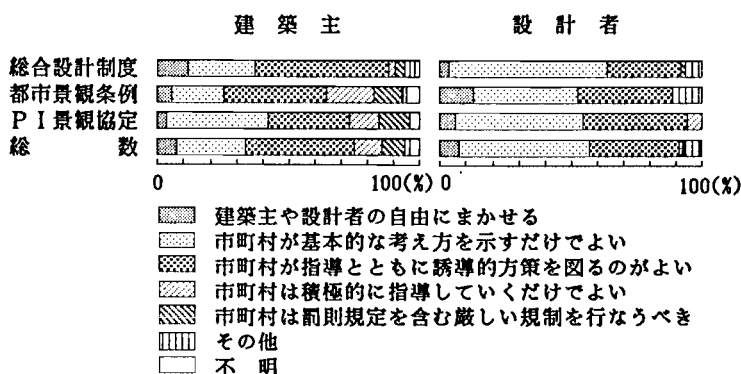 建築主 設計者
総合設計制度
都市景観条例
PI景観協定
総数
0 100(%) 0 100(%)
建築主や設計者の自由にまかせる
市町村が基本的な考え方を示すだけでよい
市町村が指導とともに誘導的方策を図るのがよい
市町村は積極的に指導していくだけでよい
市町村は罰則規定を含む厳しい規制を行なうべき
その他
不明